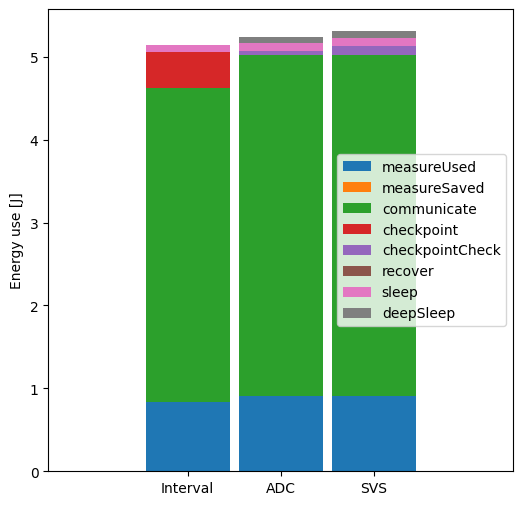 Energy use [J]
5
4
3
2
1
0
measureUsed
measureSaved
communicate
checkpoint
checkpointCheck
recover
sleep
deepSleep
Interval ADC SVS